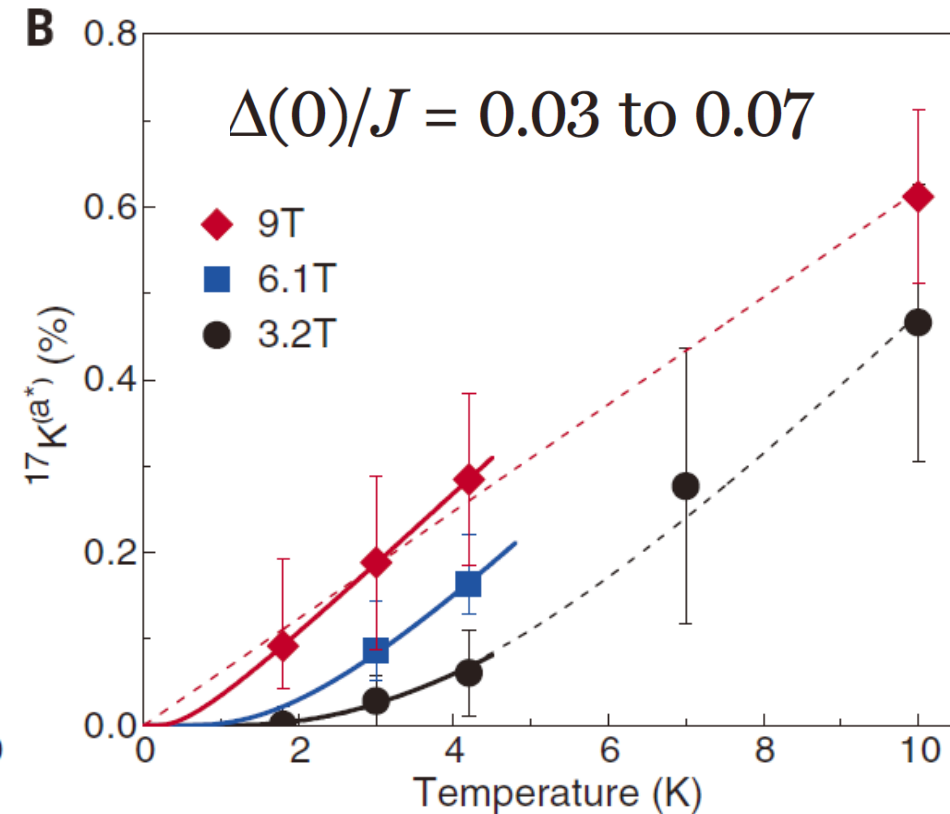 B
0.8
Δ(0)/J = 0.03 to 0.07
0.6
9T
6.1T
3.2T
17K(a*) (%)
0.4
0.2
0.0
0 2 4 6 8 10
Temperature (K)